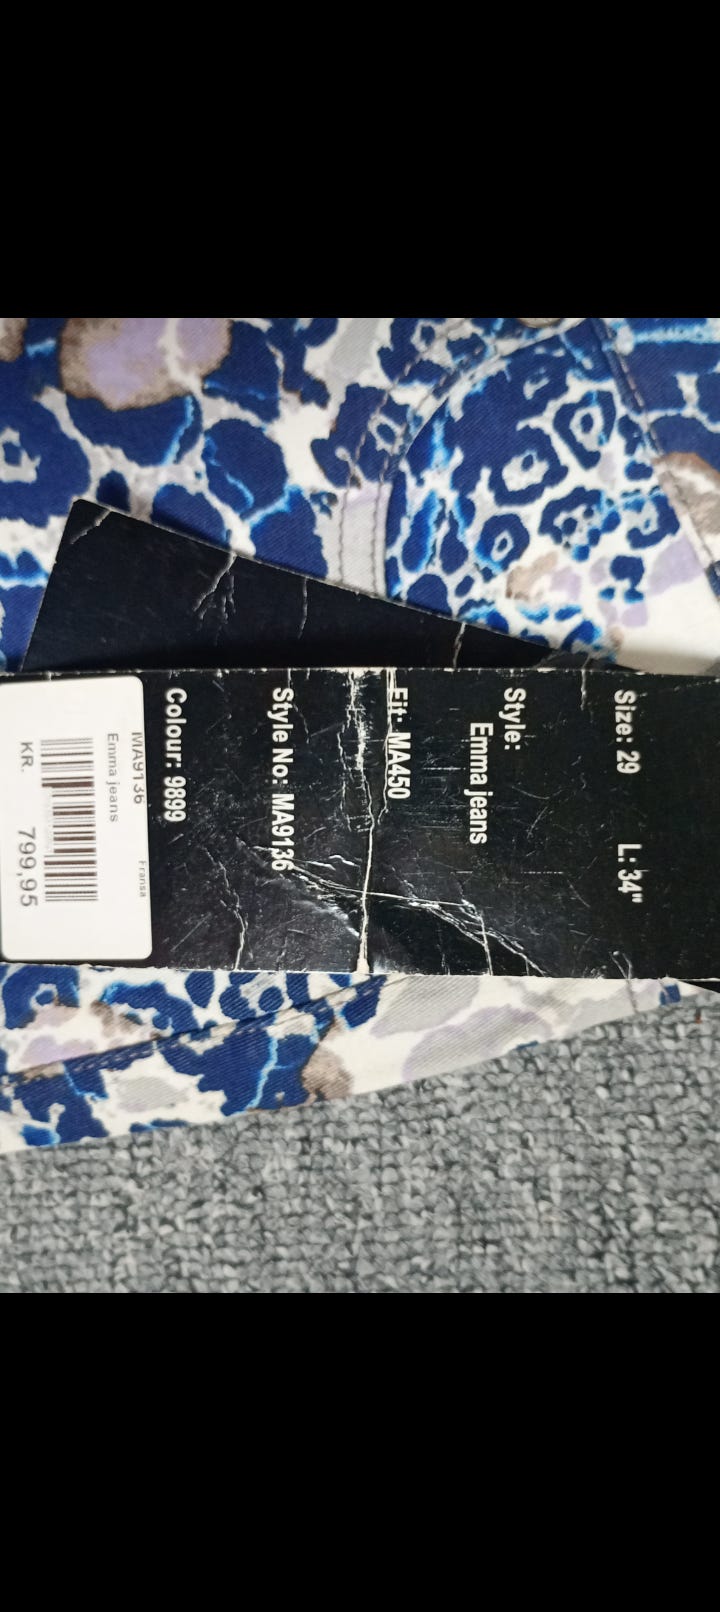 Size: 29 L: 34"
Style:
Emma jeans
Fit: MA450
Style No: MA9136
Colour: 9899
Fransa
MA9136
Emma jeans
KR. 799,95